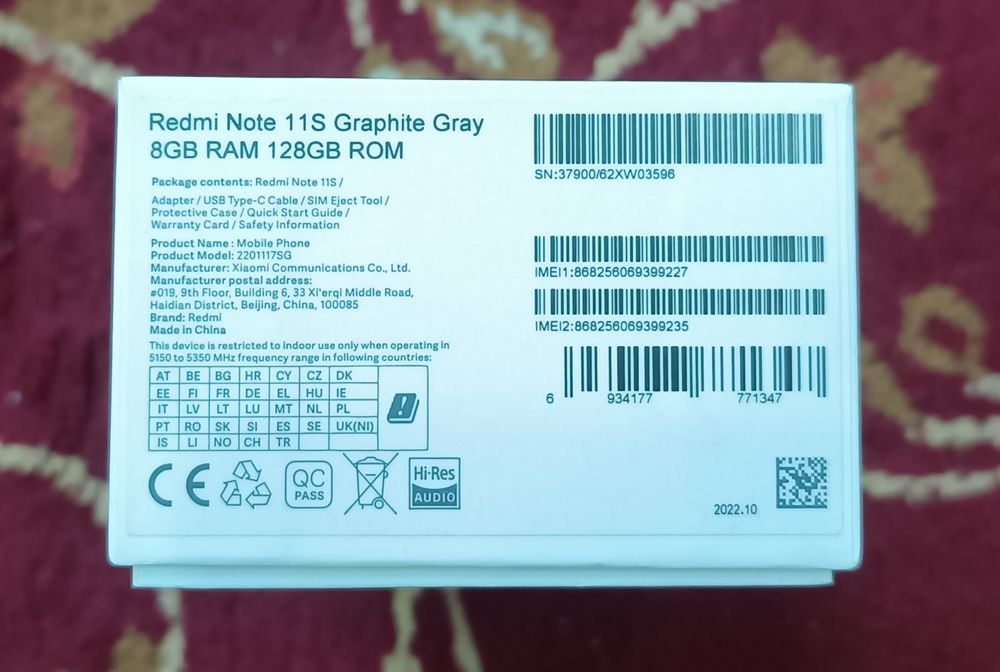 Redmi Note 11S Graphite Gray
8GB RAM 128GB ROM
Package contents: Redmi Note 11S /
Adapter / USB Type-C Cable / SIM Eject Tool /
Protective Case / Quick Start Guide /
Warranty Card / Safety Information
Product Name : Mobile Phone
Product Model: 2201117SG
Manufacturer: Xiaomi Communications Co., Ltd.
Manufacturer postal address:
#019, 9th Floor, Building 6, 33 Xi'erqi Middle Road,
Haidian District, Beijing, China, 100085
Brand: Redmi
Made in China
This device is restricted to indoor use only when operating in
5150 to 5350 MHz frequency range in following countries:
AT BE BG HR CY CZ DK
EE FI FR DE EL HU IE
IT LV LT LU MT NL PL
PT RO SK SI ES SE UK(NI)
IS LI NO CH TR
CE
QC
PASS
Hi-Res
AUDIO
SN:37900/62XW03596
IMEI1:868256069399227
IMEI2:868256069399235
6 934177 771347
2022.10